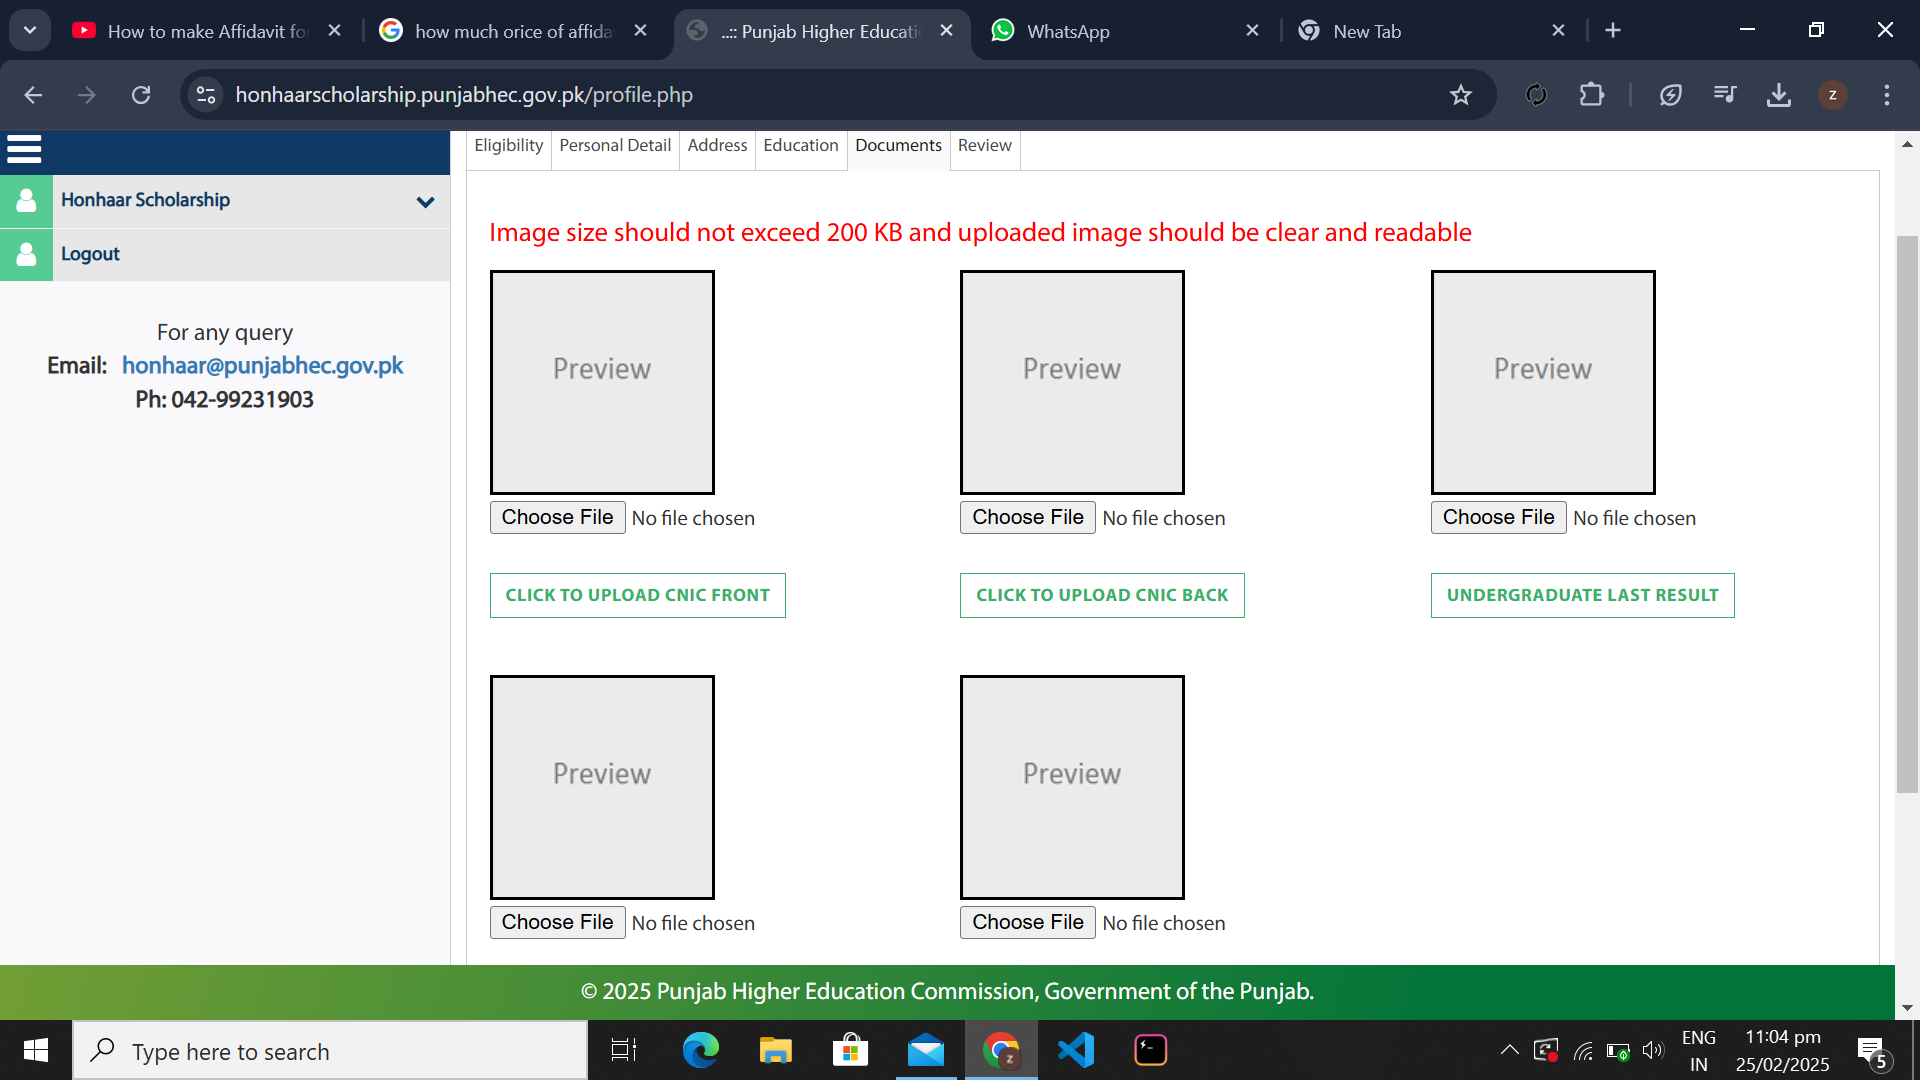 How to make Affidavit fo
how much orice of affida
..:: Punjab Higher Educati
WhatsApp
New Tab
honhaarscholarship.punjabhec.gov.pk/profile.php
z
Honhaar Scholarship
Logout
For any query
Email: honhaar@punjabhec.gov.pk
Ph: 042-99231903
Eligibility
Personal Detail
Address
Education
Documents
Review
Image size should not exceed 200 KB and uploaded image should be clear and readable
Preview
Preview
Preview
Choose File No file chosen
Choose File No file chosen
Choose File No file chosen
CLICK TO UPLOAD CNIC FRONT
CLICK TO UPLOAD CNIC BACK
UNDERGRADUATE LAST RESULT
Preview
Preview
Choose File No file chosen
Choose File No file chosen
© 2025 Punjab Higher Education Commission, Government of the Punjab.
Type here to search
z
ENG
IN
11:04 pm
25/02/2025
5